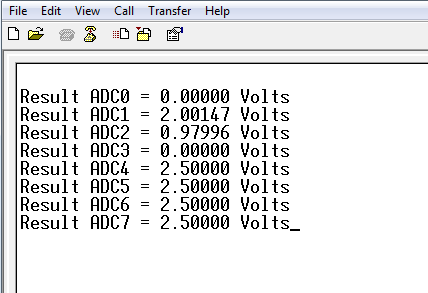 File Edit View Call Transfer Help
Result ADC0 = 0.00000 Volts
Result ADC1 = 2.00147 Volts
Result ADC2 = 0.97996 Volts
Result ADC3 = 0.00000 Volts
Result ADC4 = 2.50000 Volts
Result ADC5 = 2.50000 Volts
Result ADC6 = 2.50000 Volts
Result ADC7 = 2.50000 Volts_